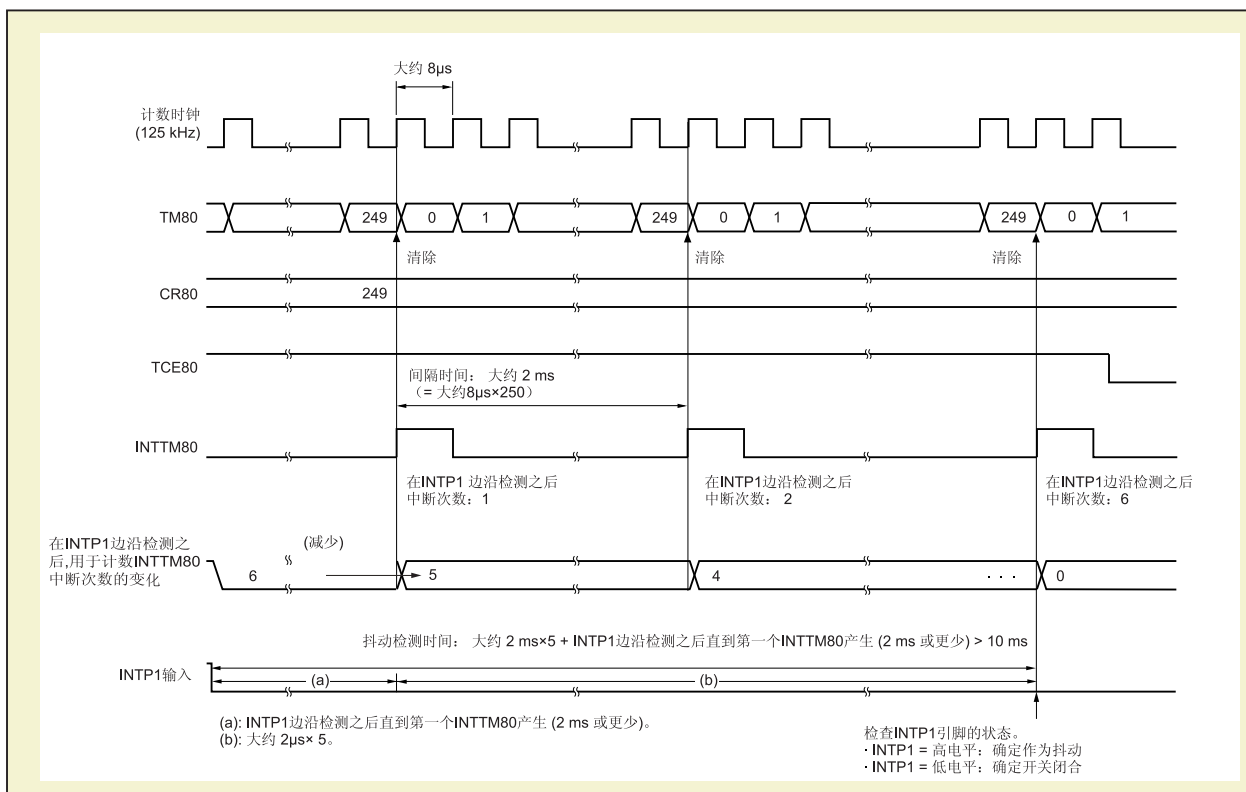 大约 8μs
计数时钟
(125 kHz)
TM80
249
0
1
249
0
1
249
0
1
清除
清除
清除
CR80
249
TCE80
间隔时间： 大约 2 ms
（= 大约8μs×250）
INTTM80
在INTP1 边沿检测之后
中断次数：1
在INTP1边沿检测之后
中断次数： 2
在INTP1边沿检测之后
中断次数：6
在INTP1边沿检测之
后,用于计数INTTM80
中断次数的变化
(减少)
6
5
4
· · ·
0
抖动检测时间： 大约 2 ms×5 + INTP1边沿检测之后直到第一个INTTM80产生 (2 ms 或更少) > 10 ms
INTP1输入
(a)
(b)
(a): INTP1边沿检测之后直到第一个INTTM80产生 (2 ms 或更少)。
(b): 大约 2μs× 5。
检查INTP1引脚的状态。
· INTP1 = 高电平；确定作为抖动
· INTP1 = 低电平；确定开关闭合